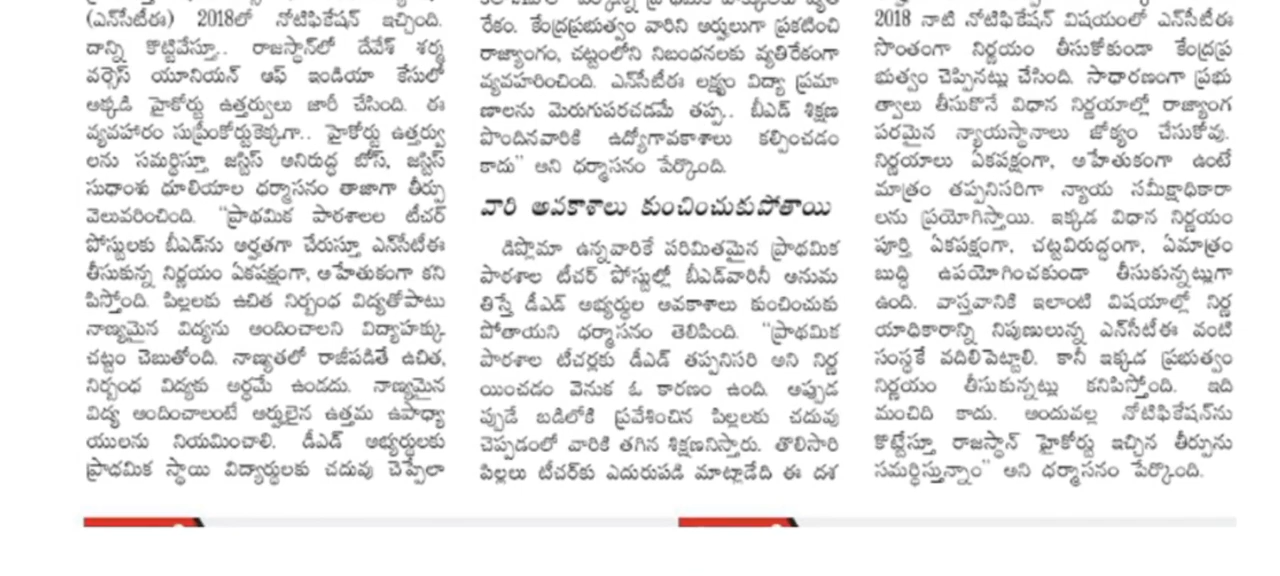 (ఎన్‌సీటీఈ) 2018లో నోటిఫికేషన్ ఇచ్చింది.
దాన్ని కొట్టివేస్తూ.. రాజస్థాన్‌లో దేవేశ్ శర్మ
వర్సెస్ యూనియన్ ఆఫ్ ఇండియా కేసులో
అక్కడి హైకోర్టు ఉత్తర్వులు జారీ చేసింది. ఈ
వ్యవహారం సుప్రీంకోర్టుకెక్కగా.. హైకోర్టు ఉత్తర్వు
లను సమర్థిస్తూ జస్టిస్ అనిరుద్ధ బోస్, జస్టిస్
సుధాంశు ధూలియాల ధర్మాసనం తాజాగా తీర్పు
వెలువరించింది. "ప్రాథమిక పాఠశాలల టీచర్
పోస్టులకు బీఎడ్‌ను అర్హతగా చేరుస్తూ ఎన్‌సీటీఈ
తీసుకున్న నిర్ణయం ఏకపక్షంగా, అహేతుకంగా కని
పిస్తోంది. పిల్లలకు ఉచిత నిర్బంధ విద్యతోపాటు
నాణ్యమైన విద్యను అందించాలని విద్యాహక్కు
చట్టం చెబుతోంది. నాణ్యతలో రాజీపడితే ఉచిత,
నిర్బంధ విద్యకు అర్థమే ఉండదు. నాణ్యమైన
విద్య అందించాలంటే అర్హులైన ఉత్తమ ఉపాధ్యా
యులను నియమించాలి. డీఎడ్ అభ్యర్థులకు
ప్రాథమిక స్థాయి విద్యార్థులకు చదువు చెప్పేలా
రేకం. కేంద్రప్రభుత్వం వారిని అర్హులుగా ప్రకటించి
రాజ్యాంగం, చట్టంలోని నిబంధనలకు వ్యతిరేకంగా
వ్యవహరించింది. ఎన్‌సీటీఈ లక్ష్యం విద్యా ప్రమా
ణాలను మెరుగుపరచడమే తప్ప.. బీఎడ్ శిక్షణ
పొందినవారికి ఉద్యోగావకాశాలు కల్పించడం
కాదు" అని ధర్మాసనం పేర్కొంది.
వారి అవకాశాలు కుంచించుకుపోతాయి
డిప్లొమా ఉన్నవారికే పరిమితమైన ప్రాథమిక
పాఠశాల టీచర్ పోస్టుల్లో బీఎడ్‌వారినీ అనుమ
తిస్తే డీఎడ్ అభ్యర్థుల అవకాశాలు కుంచించుకు
పోతాయని ధర్మాసనం తెలిపింది. "ప్రాథమిక
పాఠశాల టీచర్లకు డీఎడ్ తప్పనిసరి అని నిర్ణ
యించడం వెనుక ఓ కారణం ఉంది. అప్పుడ
ప్పుడే బడిలోకి ప్రవేశించిన పిల్లలకు చదువు
చెప్పడంలో వారికి తగిన శిక్షణనిస్తారు. తొలిసారి
పిల్లలు టీచర్‌కు ఎదురుపడి మాట్లాడేది ఈ దశ
2018 నాటి నోటిఫికేషన్ విషయంలో ఎన్‌సీటీఈ
సొంతంగా నిర్ణయం తీసుకోకుండా కేంద్రప్ర
భుత్వం చెప్పినట్లు చేసింది. సాధారణంగా ప్రభు
త్వాలు తీసుకొనే విధాన నిర్ణయాల్లో రాజ్యాంగ
పరమైన న్యాయస్థానాలు జోక్యం చేసుకోవు.
నిర్ణయాలు ఏకపక్షంగా, అహేతుకంగా ఉంటే
మాత్రం తప్పనిసరిగా న్యాయ సమీక్షాధికారా
లను ప్రయోగిస్తాయి. ఇక్కడ విధాన నిర్ణయం
పూర్తి ఏకపక్షంగా, చట్టవిరుద్ధంగా, ఏమాత్రం
బుద్ధి ఉపయోగించకుండా తీసుకున్నట్లుగా
ఉంది. వాస్తవానికి ఇలాంటి విషయాల్లో నిర్ణ
యాధికారాన్ని నిపుణులున్న ఎన్‌సీటీఈ వంటి
సంస్థకే వదిలిపెట్టాలి. కానీ ఇక్కడ ప్రభుత్వం
నిర్ణయం తీసుకున్నట్లు కనిపిస్తోంది. ఇది
మంచిది కాదు. అందువల్ల నోటిఫికేషన్‌ను
కొట్టేస్తూ రాజస్థాన్ హైకోర్టు ఇచ్చిన తీర్పును
సమర్థిస్తున్నాం" అని ధర్మాసనం పేర్కొంది.